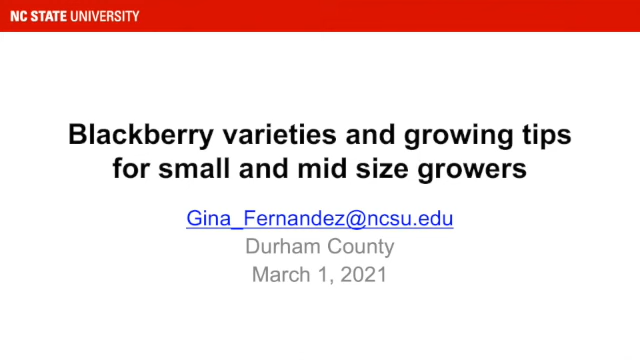 NC STATE UNIVERSITY
Blackberry varieties and growing tips
for small and mid size growers
Gina_Fernandez@ncsu.edu
Durham County
March 1, 2021